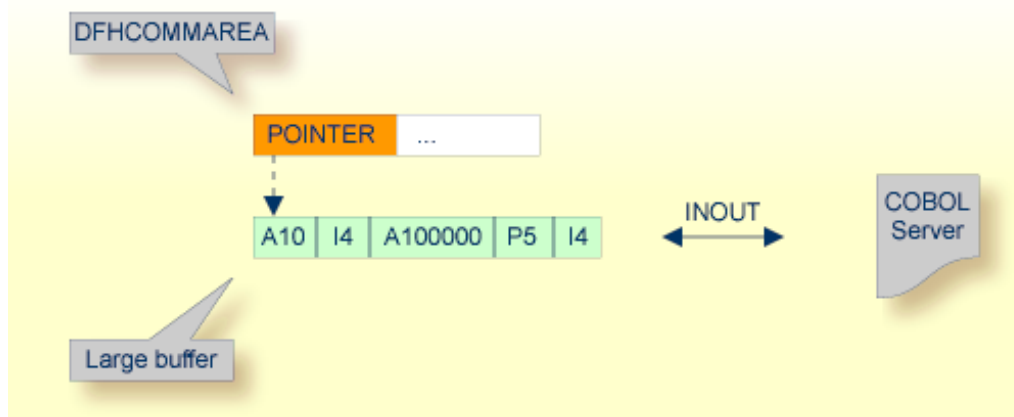 DFHCOMMAREA
POINTER ...
A10 I4 A100000 P5 I4
INOUT
COBOL
Server
Large buffer